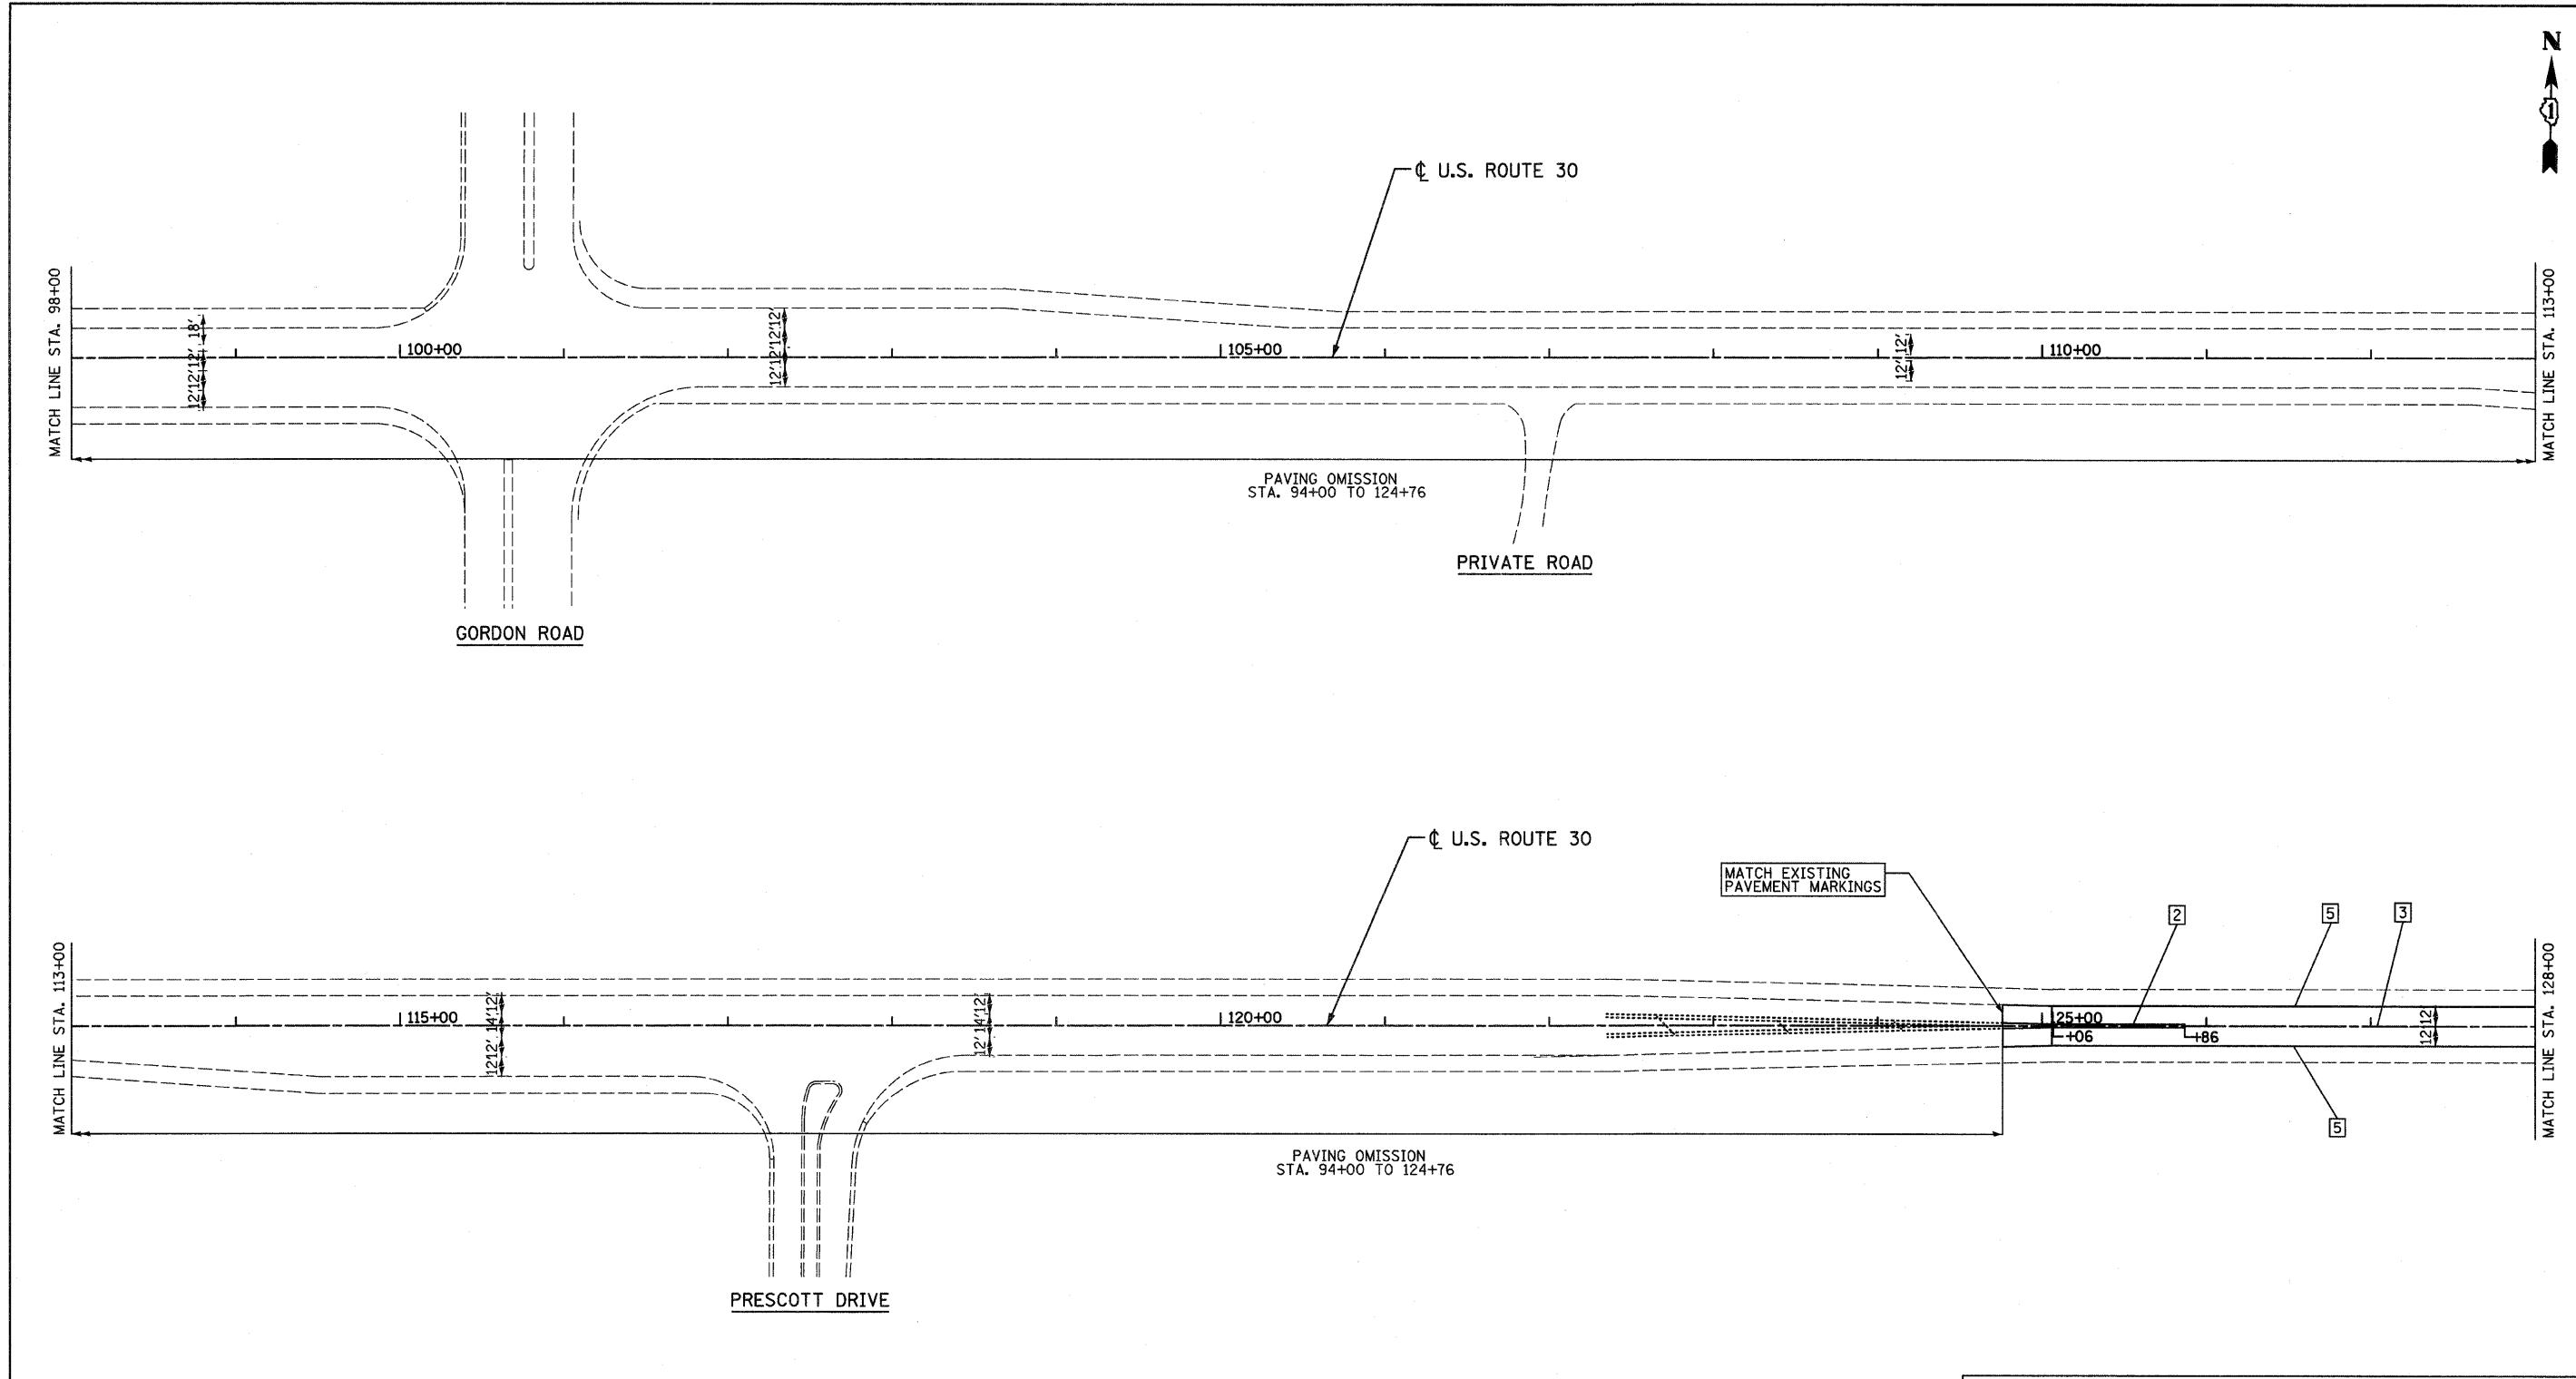 N
1
℄ U.S. ROUTE 30
MATCH LINE STA. 98+00
MATCH LINE STA. 113+00
18'
12'
12'
12'
100+00
12'
12'
12'
12'
105+00
12'
12'
110+00
PAVING OMISSION
STA. 94+00 TO 124+76
PRIVATE ROAD
GORDON ROAD
℄ U.S. ROUTE 30
MATCH EXISTING
PAVEMENT MARKINGS
2
5
3
MATCH LINE STA. 113+00
MATCH LINE STA. 128+00
115+00
12'
14'
12'
12'
12'
14'
12'
120+00
125+00
+06
+86
12'
12'
5
PAVING OMISSION
STA. 94+00 TO 124+76
PRESCOTT DRIVE